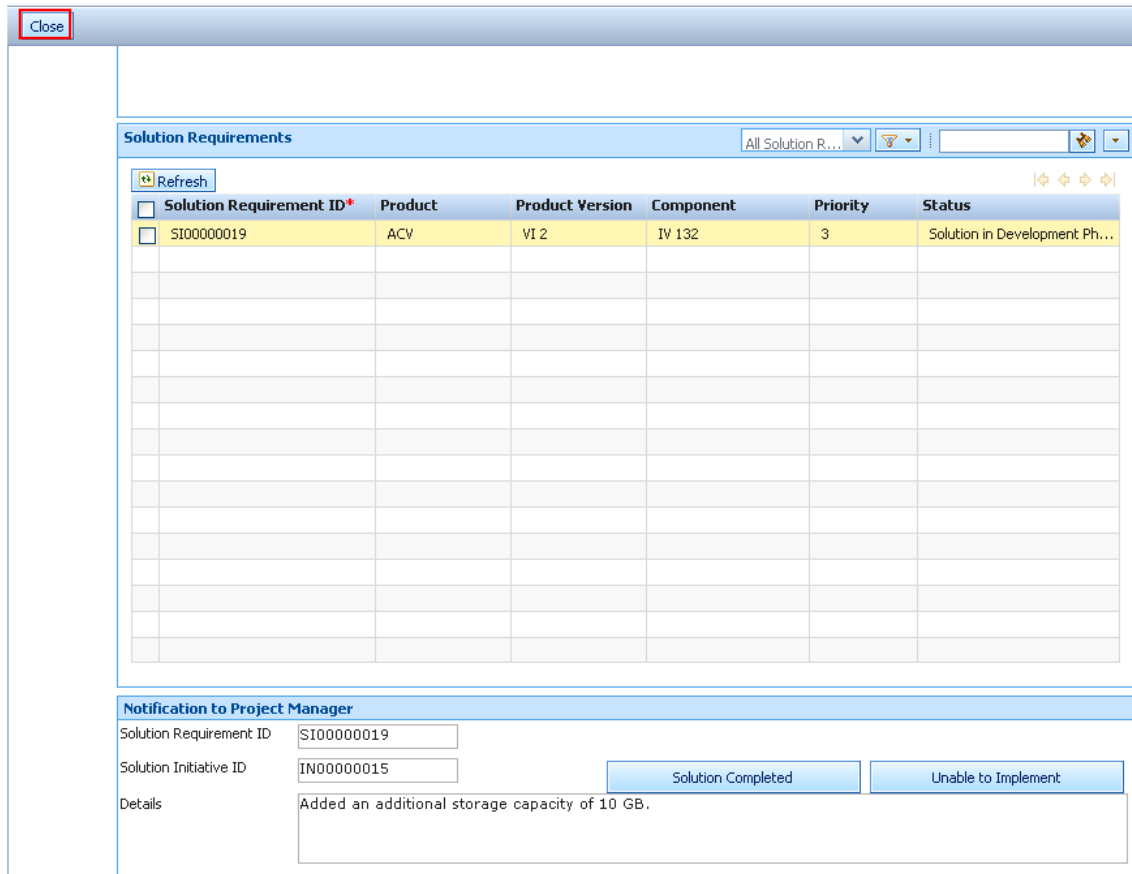 Close
Solution Requirements All Solution R...
Refresh
Solution Requirement ID* Product Product Version Component Priority Status
SI00000019 ACV VI 2 IV 132 3 Solution in Development Ph...
Notification to Project Manager
Solution Requirement ID SI00000019
Solution Initiative ID IN00000015 Solution Completed Unable to Implement
Details Added an additional storage capacity of 10 GB.